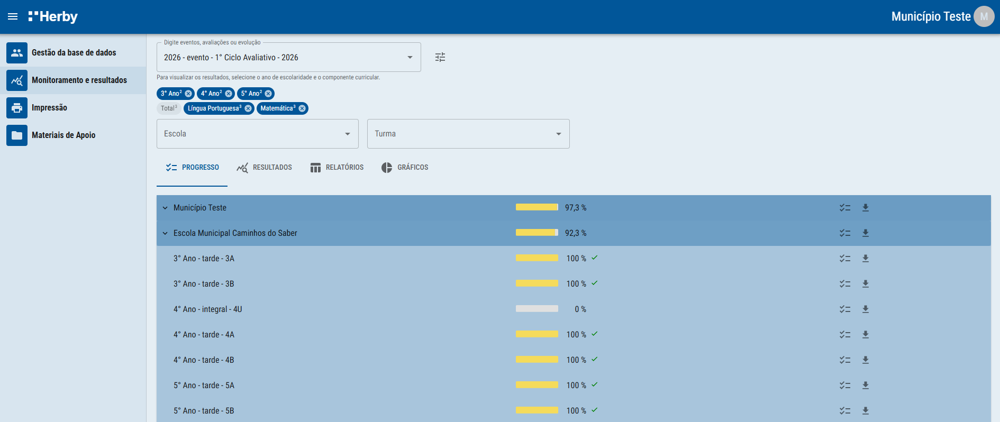 Herby
Município Teste M
Gestão da base de dados
Monitoramento e resultados
Impressão
Materiais de Apoio
Digite eventos, avaliações ou evolução
2026 - evento - 1° Ciclo Avaliativo - 2026
Para visualizar os resultados, selecione o ano de escolaridade e o componente curricular.
3° Ano² 4° Ano² 5° Ano²
Total³ Língua Portuguesa³ Matemática³
Escola Turma
PROGRESSO RESULTADOS RELATÓRIOS GRÁFICOS
Município Teste 97,3 %
Escola Municipal Caminhos do Saber 92,3 %
3° Ano - tarde - 3A 100 %
3° Ano - tarde - 3B 100 %
4° Ano - integral - 4U 0 %
4° Ano - tarde - 4A 100 %
4° Ano - tarde - 4B 100 %
5° Ano - tarde - 5A 100 %
5° Ano - tarde - 5B 100 %